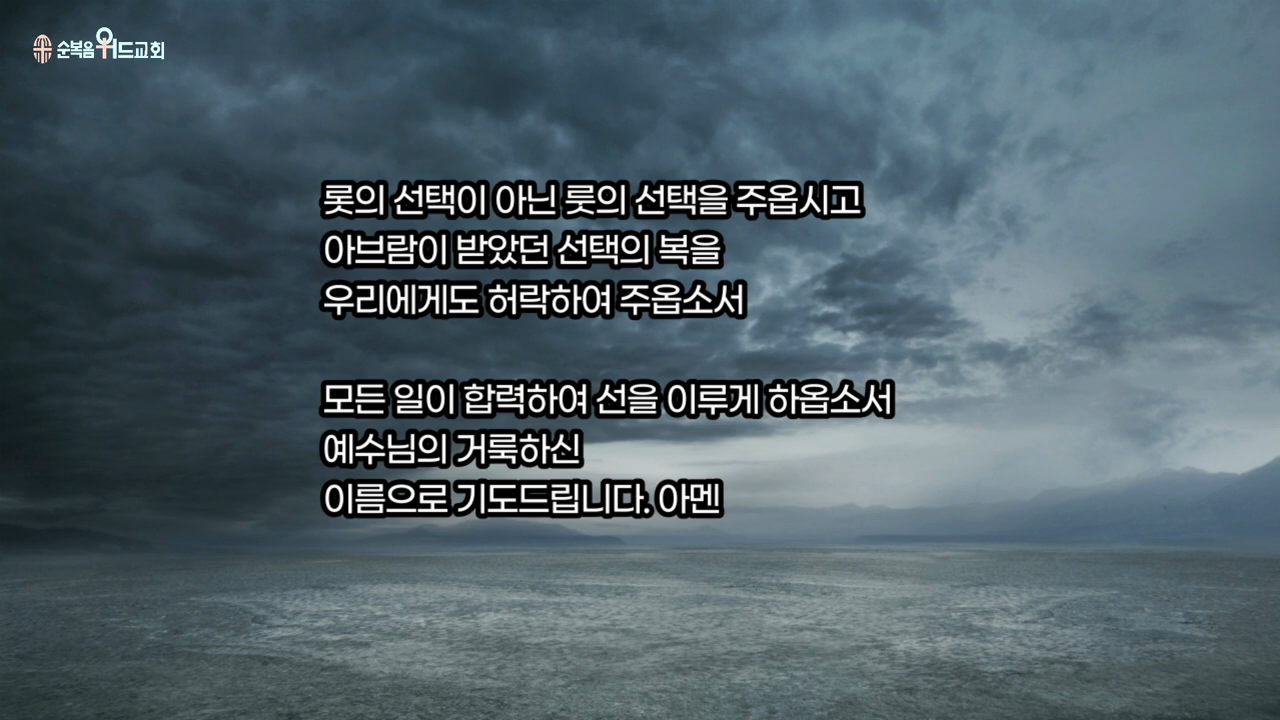 순복음워드교회
롯의 선택이 아닌 룻의 선택을 주옵시고
아브람이 받았던 선택의 복을
우리에게도 허락하여 주옵소서
모든 일이 합력하여 선을 이루게 하옵소서
예수님의 거룩하신
이름으로 기도드립니다. 아멘